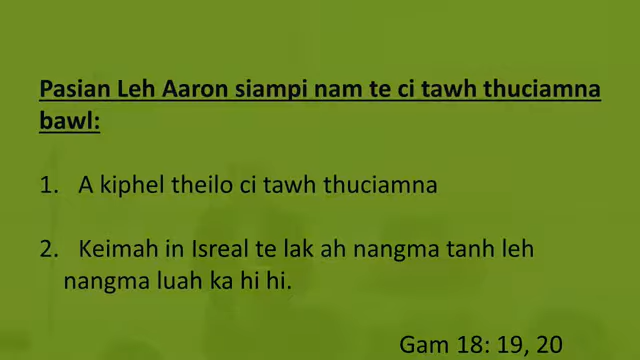 Pasian Leh Aaron siampi nam te ci tawh thuciamna
bawl:
1. A kiphel theilo ci tawh thuciamna
2. Keimah in Isreal te lak ah nangma tanh leh
nangma luah ka hi hi.
Gam 18: 19, 20